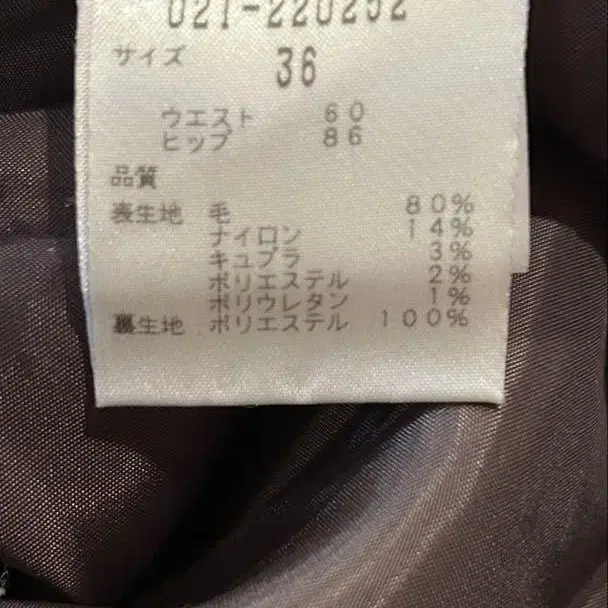 021-220252
サイズ 36
ウエスト 60
ヒップ 86
品質
表生地 毛 80%
ナイロン 14%
キュプラ 3%
ポリエステル 2%
ポリウレタン 1%
裏生地 ポリエステル 100%